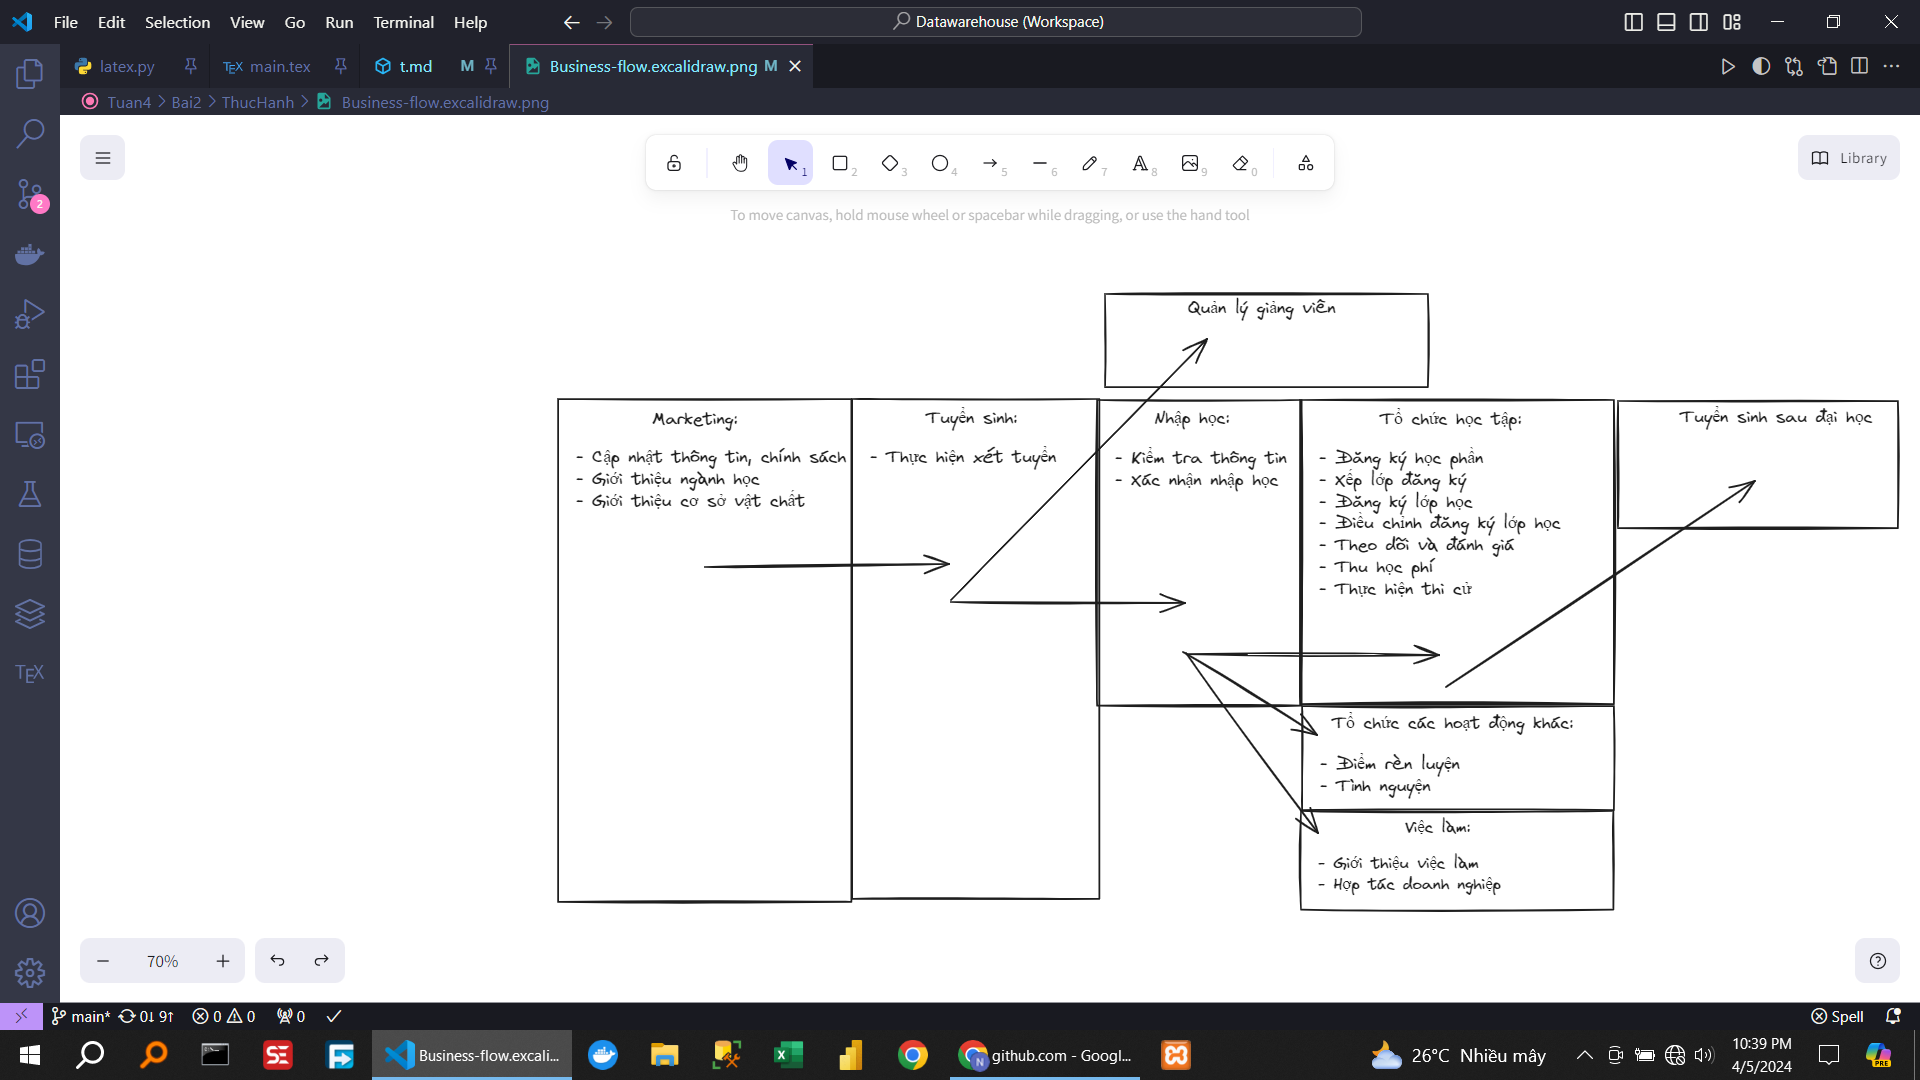 File Edit Selection View Go Run Terminal Help
Datawarehouse (Workspace)
latex.py
TEX main.tex
t.md M
Business-flow.excalidraw.png M
Tuan4 > Bai2 > ThucHanh > Business-flow.excalidraw.png
1 2 3 4 5 6 7 8 9 0
Library
To move canvas, hold mouse wheel or spacebar while dragging, or use the hand tool
2
TEX
Quản lý giảng viên
Marketing:
- Cập nhật thông tin, chính sách
- Giới thiệu ngành học
- Giới thiệu cơ sở vật chất
Tuyển sinh:
- Thực hiện xét tuyển
Nhập học:
- Kiểm tra thông tin
- Xác nhận nhập học
Tổ chức học tập:
- Đăng ký học phần
- Xếp lớp đăng ký
- Đăng ký lớp học
- Điều chỉnh đăng ký lớp học
- Theo dõi và đánh giá
- Thu học phí
- Thực hiện thi cử
Tuyển sinh sau đại học
Tổ chức các hoạt động khác:
- Điểm rèn luyện
- Tình nguyện
Việc làm:
- Giới thiệu việc làm
- Hợp tác doanh nghiệp
70%
main* 0↓ 9↑ 0 0 0
Spell
SE
Business-flow.excali...
N
github.com - Googl...
26°C Nhiều mây
10:39 PM
4/5/2024
PRE